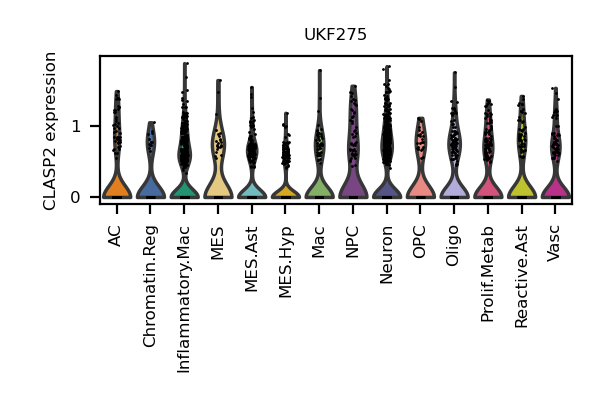 UKF275
CLASP2 expression
1
0
AC
Chromatin.Reg
Inflammatory.Mac
MES
MES.Ast
MES.Hyp
Mac
NPC
Neuron
OPC
Oligo
Prolif.Metab
Reactive.Ast
Vasc